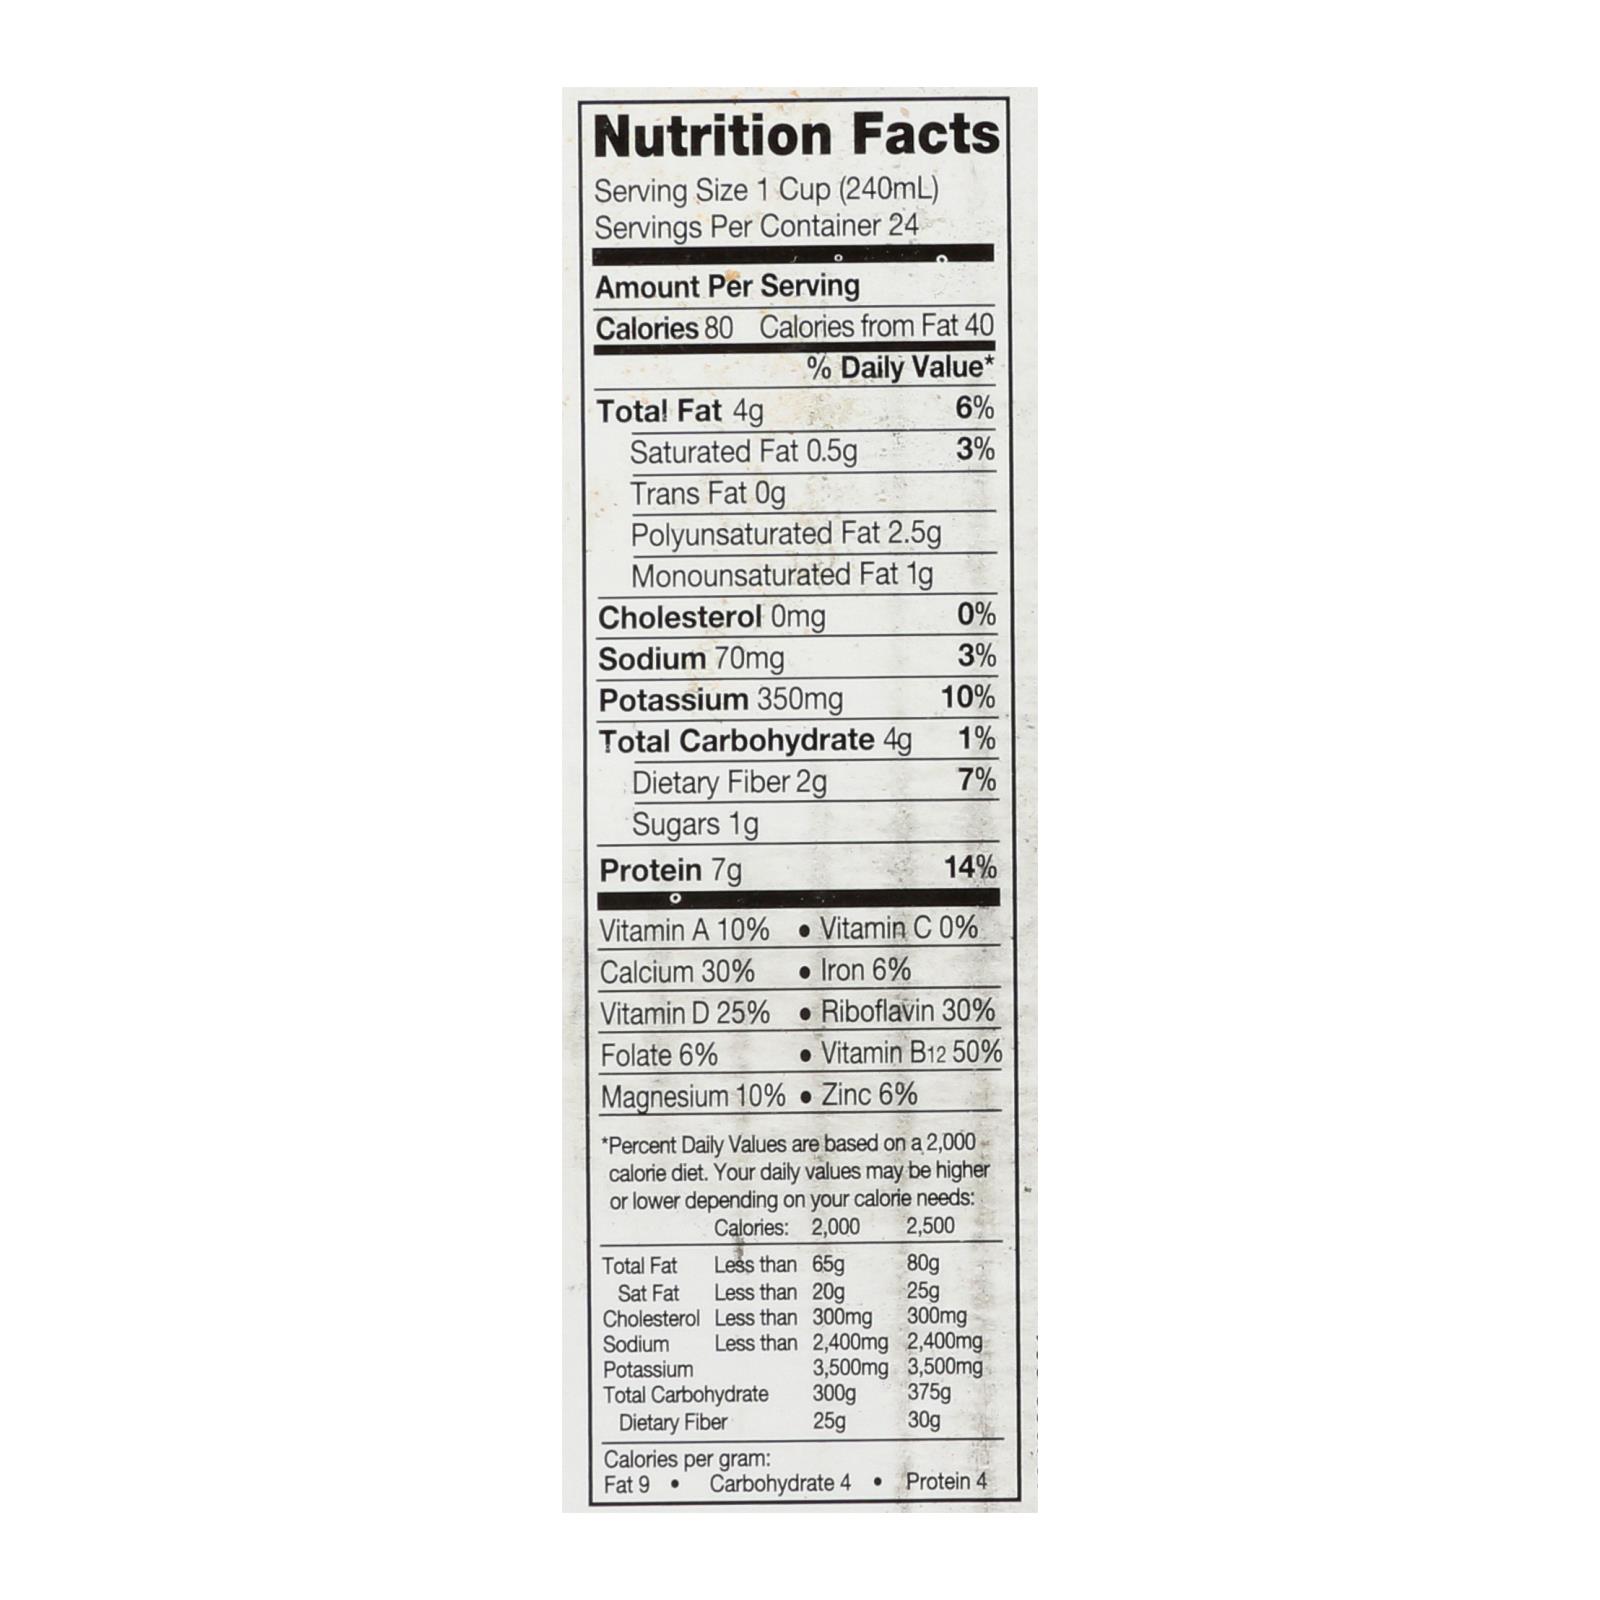 Nutrition Facts
Serving Size 1 Cup (240mL)
Servings Per Container 24
Amount Per Serving
Calories 80 Calories from Fat 40
% Daily Value*
Total Fat 4g 6%
Saturated Fat 0.5g 3%
Trans Fat 0g
Polyunsaturated Fat 2.5g
Monounsaturated Fat 1g
Cholesterol 0mg 0%
Sodium 70mg 3%
Potassium 350mg 10%
Total Carbohydrate 4g 1%
Dietary Fiber 2g 7%
Sugars 1g
Protein 7g 14%
Vitamin A 10% • Vitamin C 0%
Calcium 30% • Iron 6%
Vitamin D 25% • Riboflavin 30%
Folate 6% • Vitamin B12 50%
Magnesium 10% • Zinc 6%
*Percent Daily Values are based on a 2,000
calorie diet. Your daily values may be higher
or lower depending on your calorie needs:
Calories: 2,000 2,500
Total Fat Less than 65g 80g
Sat Fat Less than 20g 25g
Cholesterol Less than 300mg 300mg
Sodium Less than 2,400mg 2,400mg
Potassium 3,500mg 3,500mg
Total Carbohydrate 300g 375g
Dietary Fiber 25g 30g
Calories per gram:
Fat 9 • Carbohydrate 4 • Protein 4